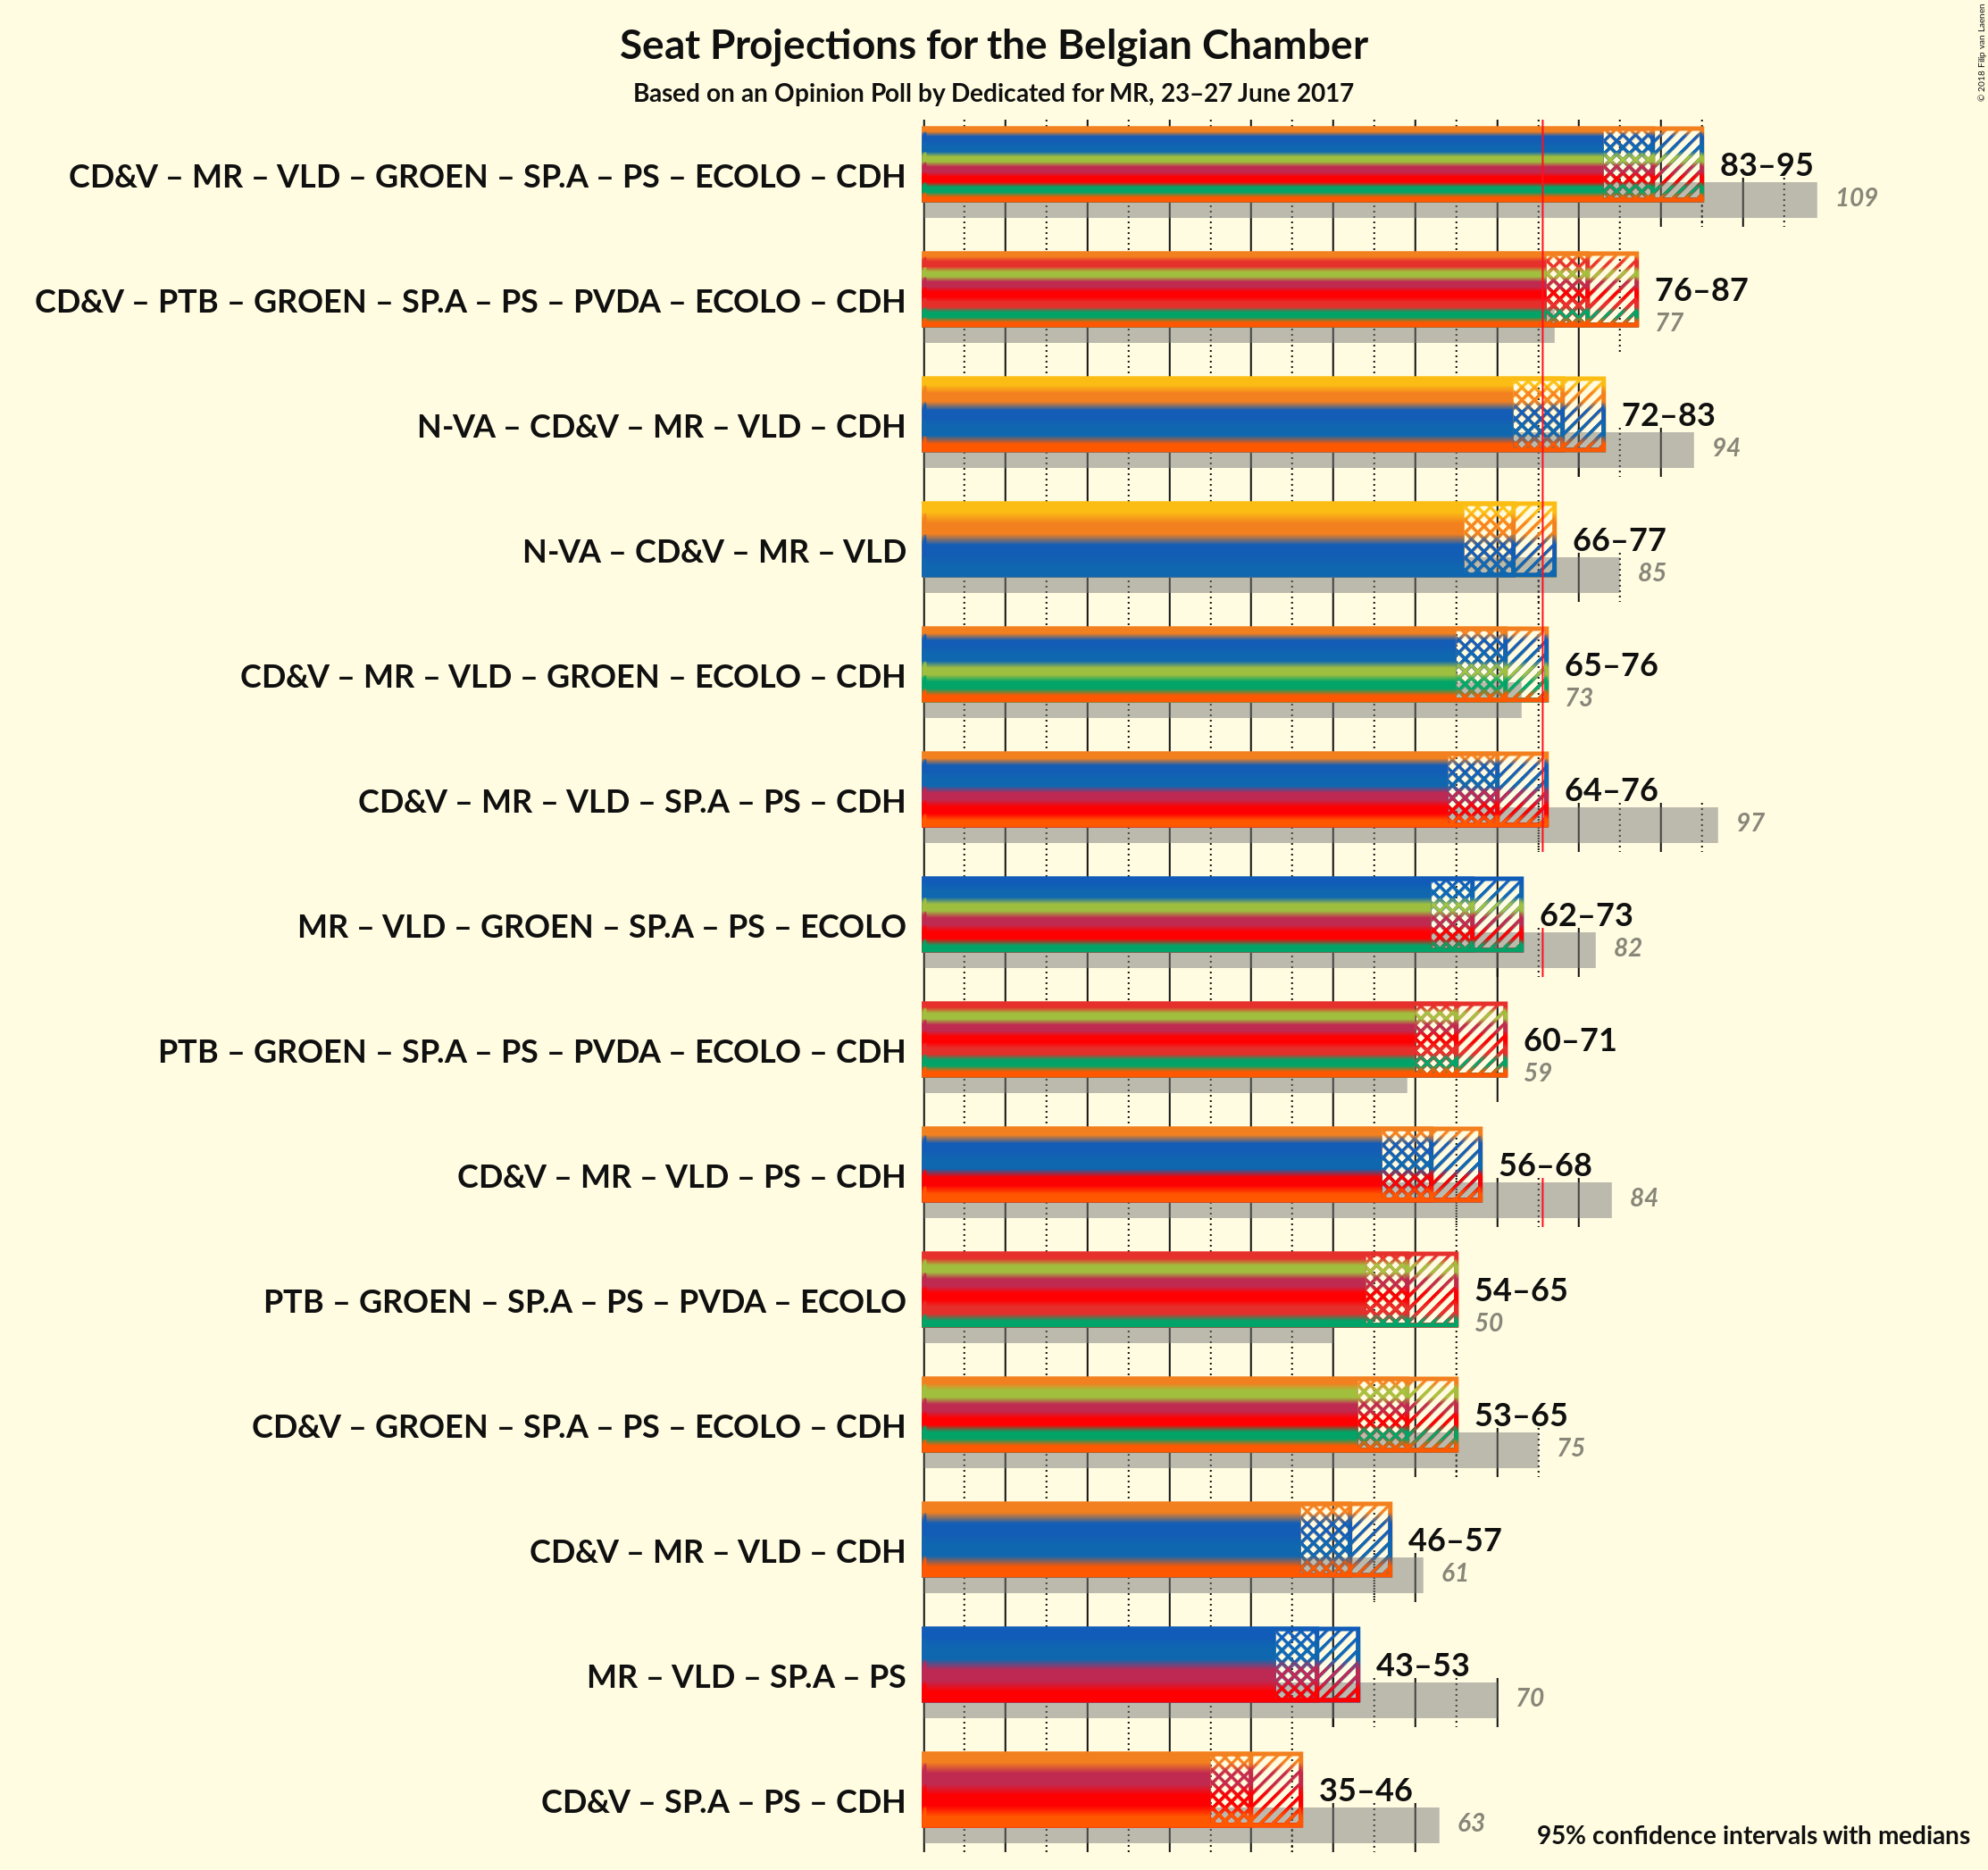 Seat Projections for the Belgian Chamber
Based on an Opinion Poll by Dedicated for MR, 23–27 June 2017
© 2018 Filip van Laenen
CD&V – MR – VLD – GROEN – SP.A – PS – ECOLO – CDH
83–95
109
CD&V – PTB – GROEN – SP.A – PS – PVDA – ECOLO – CDH
76–87
77
N-VA – CD&V – MR – VLD – CDH
72–83
94
N-VA – CD&V – MR – VLD
66–77
85
CD&V – MR – VLD – GROEN – ECOLO – CDH
65–76
73
CD&V – MR – VLD – SP.A – PS – CDH
64–76
97
MR – VLD – GROEN – SP.A – PS – ECOLO
62–73
82
PTB – GROEN – SP.A – PS – PVDA – ECOLO – CDH
60–71
59
CD&V – MR – VLD – PS – CDH
56–68
84
PTB – GROEN – SP.A – PS – PVDA – ECOLO
54–65
50
CD&V – GROEN – SP.A – PS – ECOLO – CDH
53–65
75
CD&V – MR – VLD – CDH
46–57
61
MR – VLD – SP.A – PS
43–53
70
CD&V – SP.A – PS – CDH
35–46
63
95% confidence intervals with medians